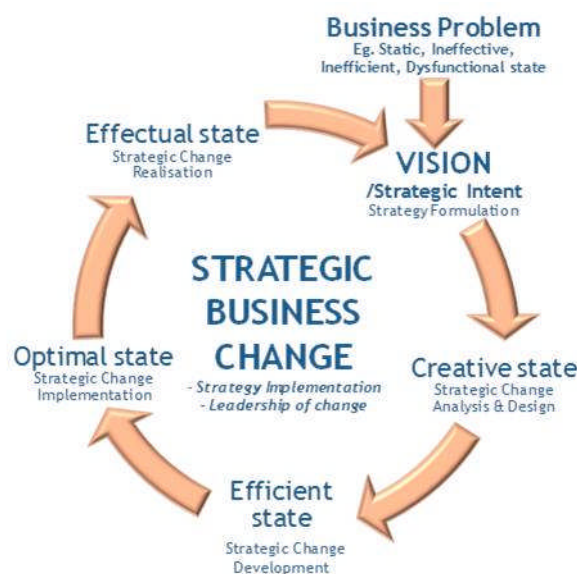 Business Problem
Eg. Static, Ineffective,
Inefficient, Dysfunctional state
VISION
/Strategic Intent
Strategy Formulation
Creative state
Strategic Change
Analysis & Design
Efficient
state
Strategic Change
Development
Optimal state
Strategic Change
Implementation
Effectual state
Strategic Change
Realisation
STRATEGIC
BUSINESS
CHANGE
- Strategy Implementation
- Leadership of change